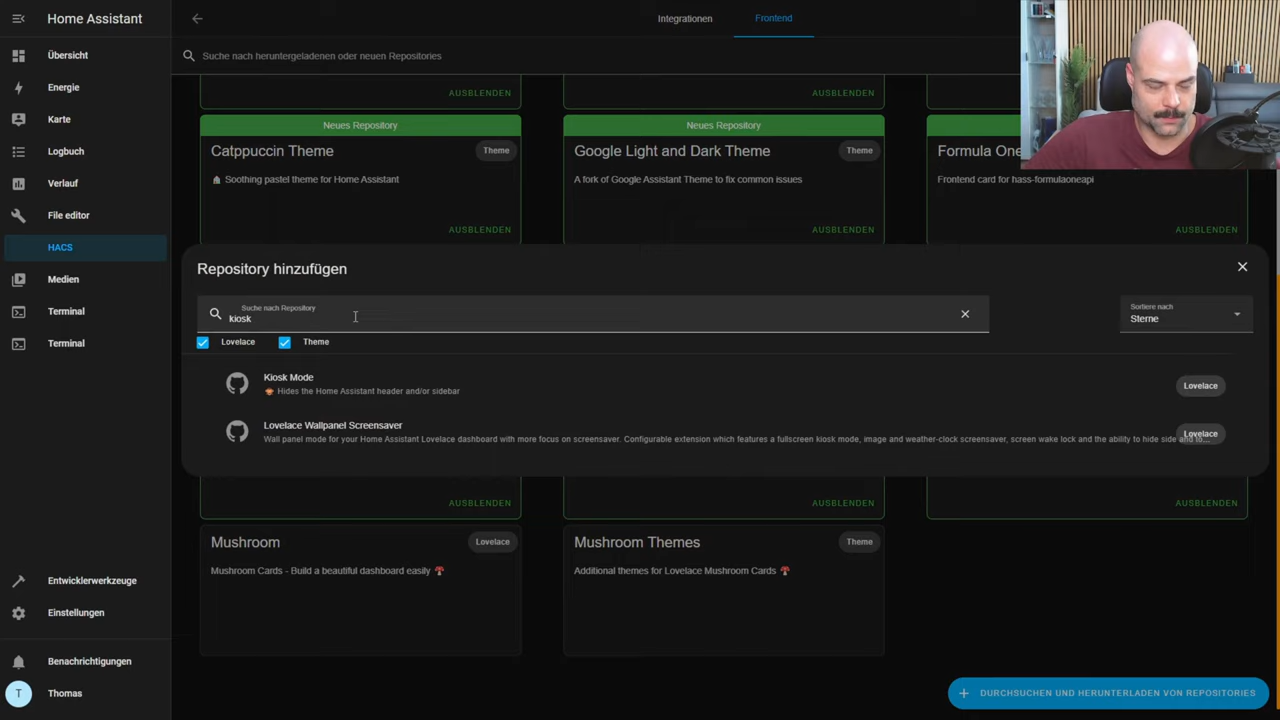 Home Assistant
Übersicht
Energie
Karte
Logbuch
Verlauf
File editor
HACS
Medien
Terminal
Terminal
Entwicklerwerkzeuge
Einstellungen
Benachrichtigungen
T
Thomas
Integrationen
Frontend
Suche nach heruntergeladenen oder neuen Repositories
AUSBLENDEN
AUSBLENDEN
AUSBLENDEN
Neues Repository
Catppuccin Theme
Theme
Soothing pastel theme for Home Assistant
AUSBLENDEN
Neues Repository
Google Light and Dark Theme
Theme
A fork of Google Assistant Theme to fix common issues
AUSBLENDEN
Formula One
Frontend card for hass-formulaoneapi
AUSBLENDEN
Repository hinzufügen
Suche nach Repository
kiosk
Sortiere nach
Sterne
Lovelace
Theme
Kiosk Mode
Hides the Home Assistant header and/or sidebar
Lovelace
Lovelace Wallpanel Screensaver
Wall panel mode for your Home Assistant Lovelace dashboard with more focus on screensaver. Configurable extension which features a fullscreen kiosk mode, image and weather-clock screensaver, screen wake lock and the ability to hide side and to...
Lovelace
AUSBLENDEN
AUSBLENDEN
AUSBLENDEN
Mushroom
Lovelace
Mushroom Cards - Build a beautiful dashboard easily
Mushroom Themes
Theme
Additional themes for Lovelace Mushroom Cards
DURCHSUCHEN UND HERUNTERLADEN VON REPOSITORIES